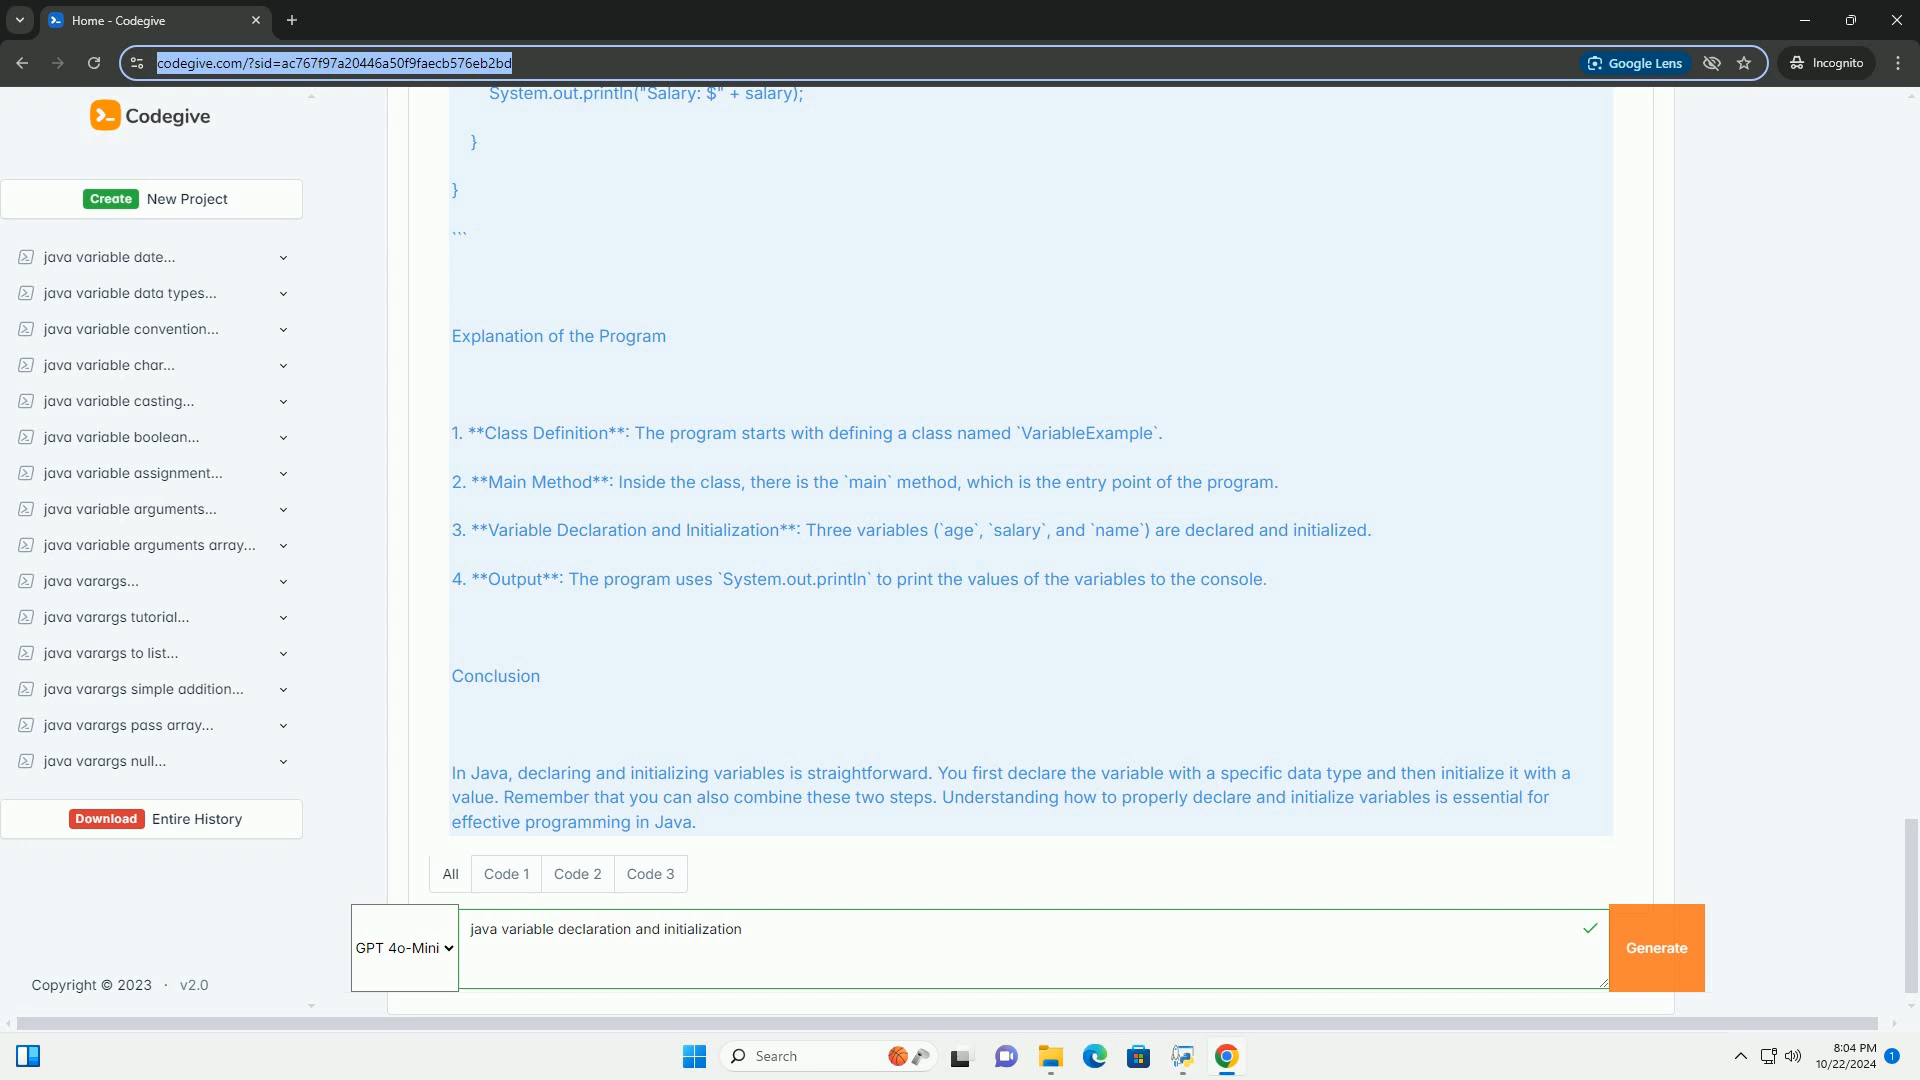 Home - Codegive
codegive.com/?sid=ac767f97a20446a50f9faecb576eb2bd
Google Lens
Incognito
Codegive
Create New Project
java variable date...
java variable data types...
java variable convention...
java variable char...
java variable casting...
java variable boolean...
java variable assignment...
java variable arguments...
java variable arguments array...
java varargs...
java varargs tutorial...
java varargs to list...
java varargs simple addition...
java varargs pass array...
java varargs null...
Download Entire History
Copyright © 2023 · v2.0
System.out.println("Salary: $" + salary);
}
}
```
Explanation of the Program
1. **Class Definition**: The program starts with defining a class named `VariableExample`.
2. **Main Method**: Inside the class, there is the `main` method, which is the entry point of the program.
3. **Variable Declaration and Initialization**: Three variables (`age`, `salary`, and `name`) are declared and initialized.
4. **Output**: The program uses `System.out.println` to print the values of the variables to the console.
Conclusion
In Java, declaring and initializing variables is straightforward. You first declare the variable with a specific data type and then initialize it with a
value. Remember that you can also combine these two steps. Understanding how to properly declare and initialize variables is essential for
effective programming in Java.
All Code 1 Code 2 Code 3
GPT 4o-Mini
java variable declaration and initialization
Generate
Search
8:04 PM
10/22/2024
1